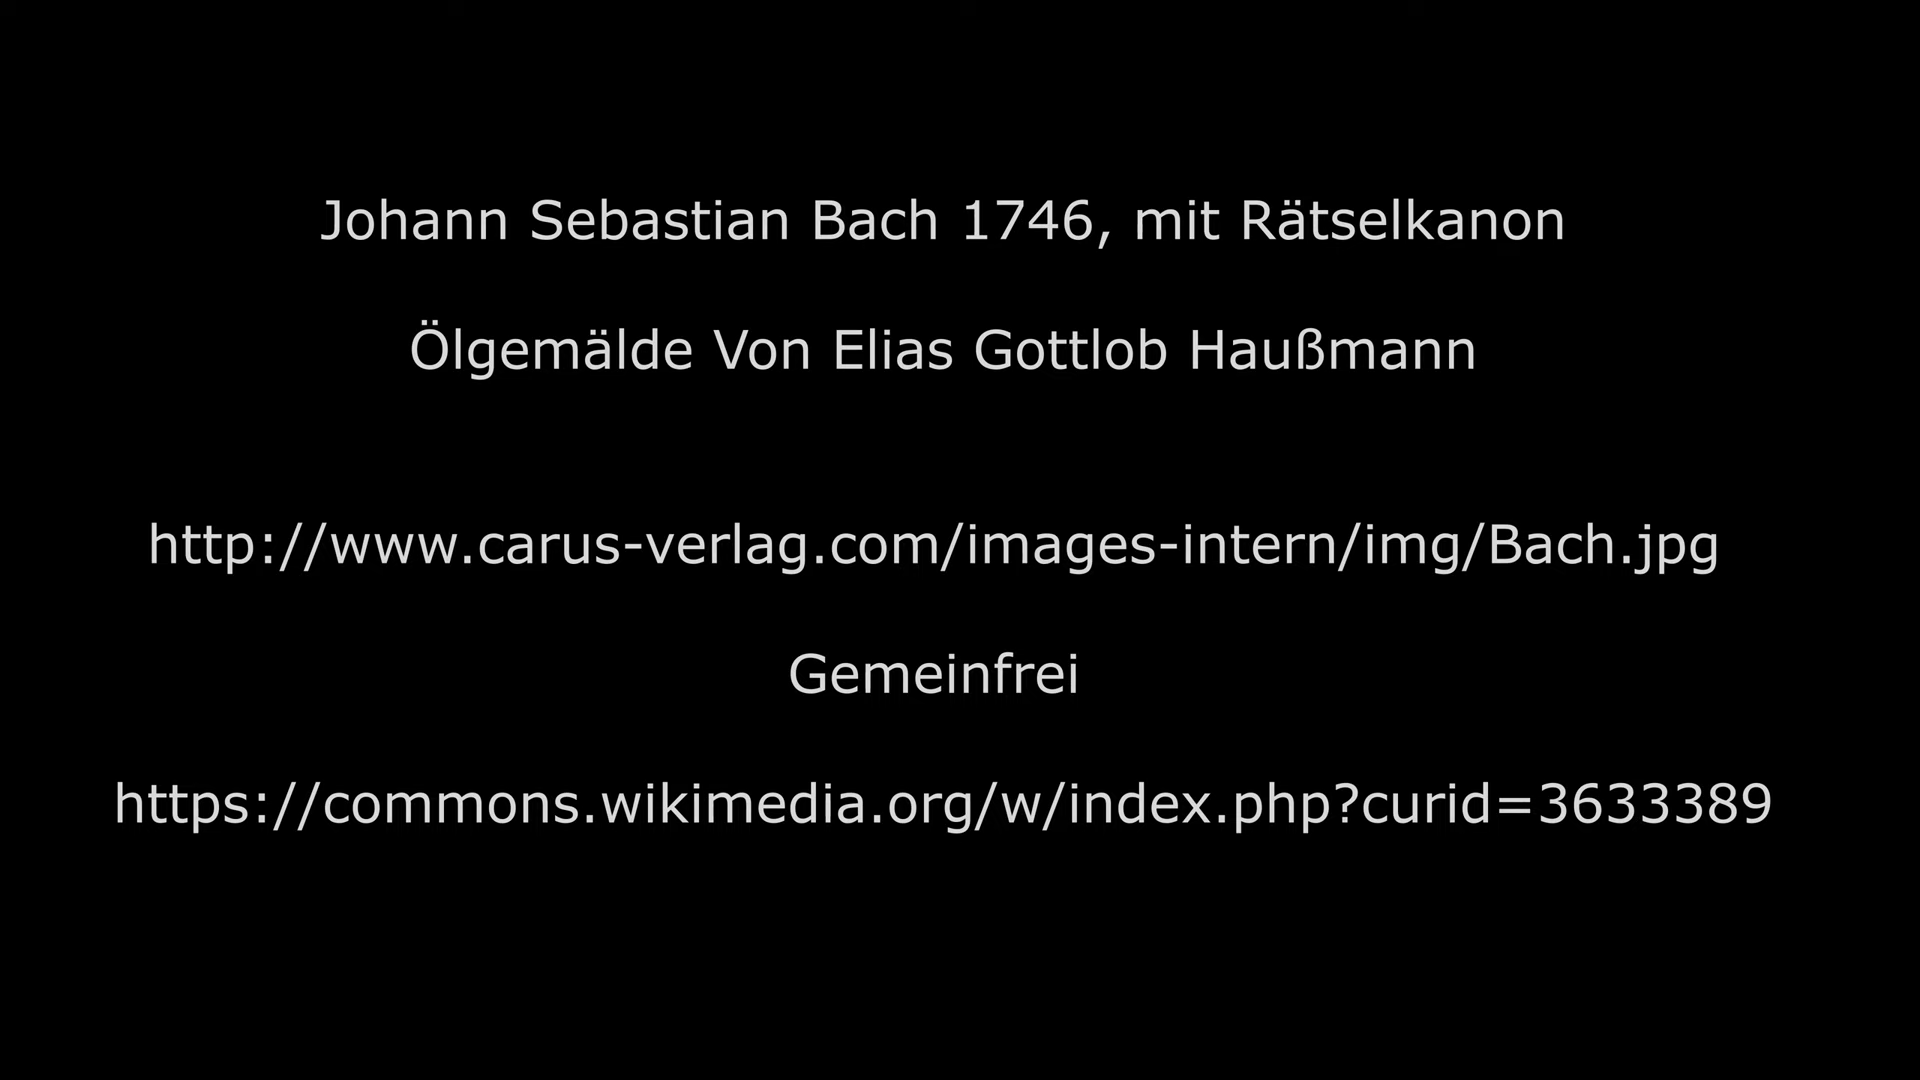 Johann Sebastian Bach 1746, mit Rätselkanon
Ölgemälde Von Elias Gottlob Haußmann
http://www.carus-verlag.com/images-intern/img/Bach.jpg
Gemeinfrei
https://commons.wikimedia.org/w/index.php?curid=3633389